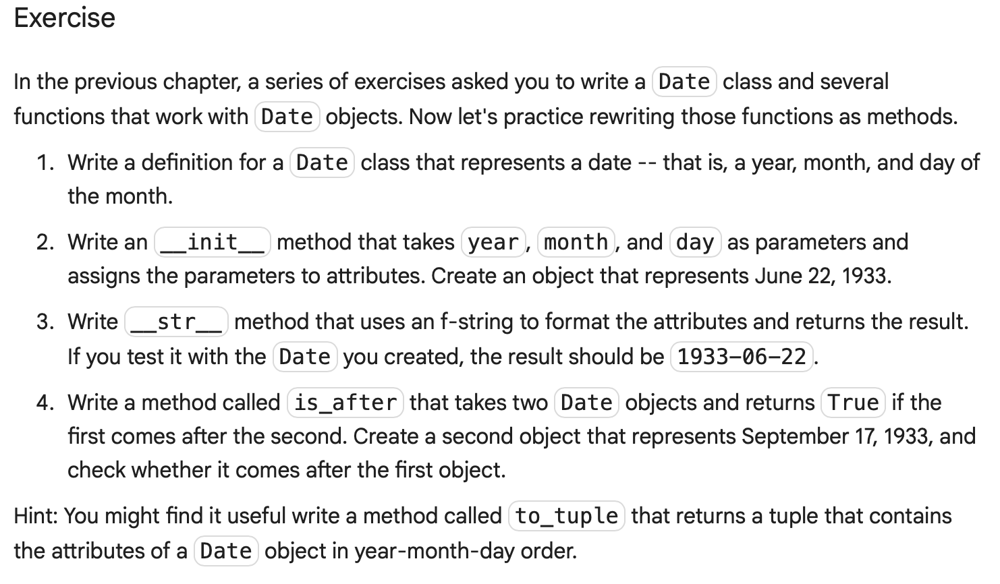 Exercise
In the previous chapter, a series of exercises asked you to write a Date class and several
functions that work with Date objects. Now let's practice rewriting those functions as methods.
1. Write a definition for a Date class that represents a date -- that is, a year, month, and day of
the month.
2. Write an __init__ method that takes year, month, and day as parameters and
assigns the parameters to attributes. Create an object that represents June 22, 1933.
3. Write __str__ method that uses an f-string to format the attributes and returns the result.
If you test it with the Date you created, the result should be 1933-06-22.
4. Write a method called is_after that takes two Date objects and returns True if the
first comes after the second. Create a second object that represents September 17, 1933, and
check whether it comes after the first object.
Hint: You might find it useful write a method called to_tuple that returns a tuple that contains
the attributes of a Date object in year-month-day order.